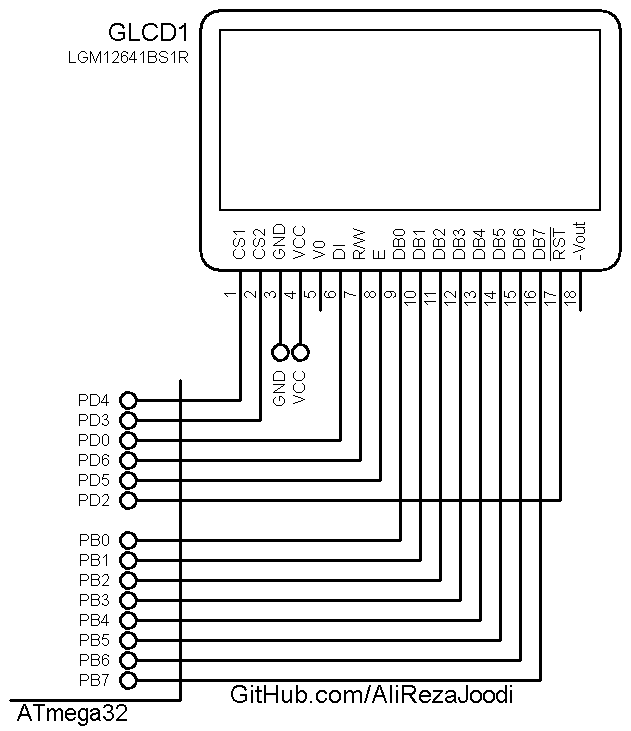 GLCD1
LGM12641BS1R
CS1 CS2 GND VCC V0 DI R/W E DB0 DB1 DB2 DB3 DB4 DB5 DB6 DB7 RST -Vout
1 2 3 4 5 6 7 8 9 10 11 12 13 14 15 16 17 18
GND VCC
PD4
PD3
PD0
PD6
PD5
PD2
PB0
PB1
PB2
PB3
PB4
PB5
PB6
PB7
GitHub.com/AliRezaJoodi
ATmega32